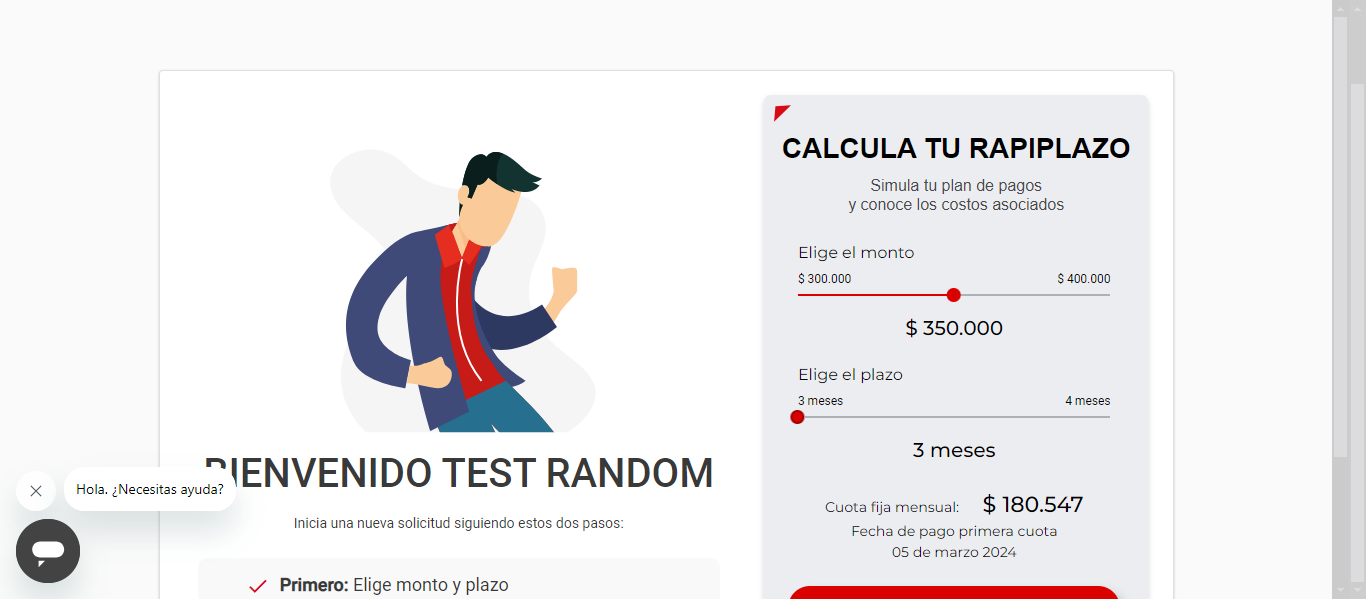 CALCULA TU RAPIPLAZO
Simula tu plan de pagos
y conoce los costos asociados
Elige el monto
$ 300.000 $ 400.000
$ 350.000
Elige el plazo
3 meses 4 meses
3 meses
Cuota fija mensual: $ 180.547
Fecha de pago primera cuota
05 de marzo 2024
BIENVENIDO TEST RANDOM
Inicia una nueva solicitud siguiendo estos dos pasos:
Primero: Elige monto y plazo
Hola. ¿Necesitas ayuda?